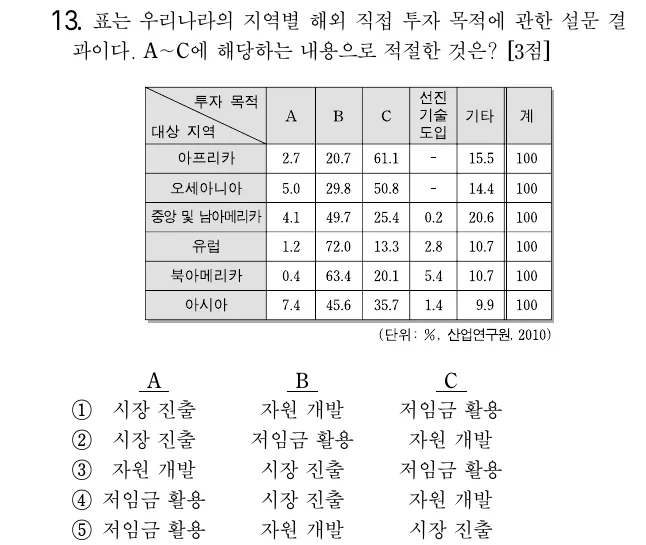 13. 표는 우리나라의 지역별 해외 직접 투자 목적에 관한 설문 결
과이다. A~C에 해당하는 내용으로 적절한 것은? [3점]
투자 목적
대상 지역
A B C 선진 기술 도입 기타 계
아프리카 2.7 20.7 61.1 - 15.5 100
오세아니아 5.0 29.8 50.8 - 14.4 100
중앙 및 남아메리카 4.1 49.7 25.4 0.2 20.6 100
유럽 1.2 72.0 13.3 2.8 10.7 100
북아메리카 0.4 63.4 20.1 5.4 10.7 100
아시아 7.4 45.6 35.7 1.4 9.9 100
(단위: %, 산업연구원, 2010)
A B C
① 시장 진출 자원 개발 저임금 활용
② 시장 진출 저임금 활용 자원 개발
③ 자원 개발 시장 진출 저임금 활용
④ 저임금 활용 시장 진출 자원 개발
⑤ 저임금 활용 자원 개발 시장 진출